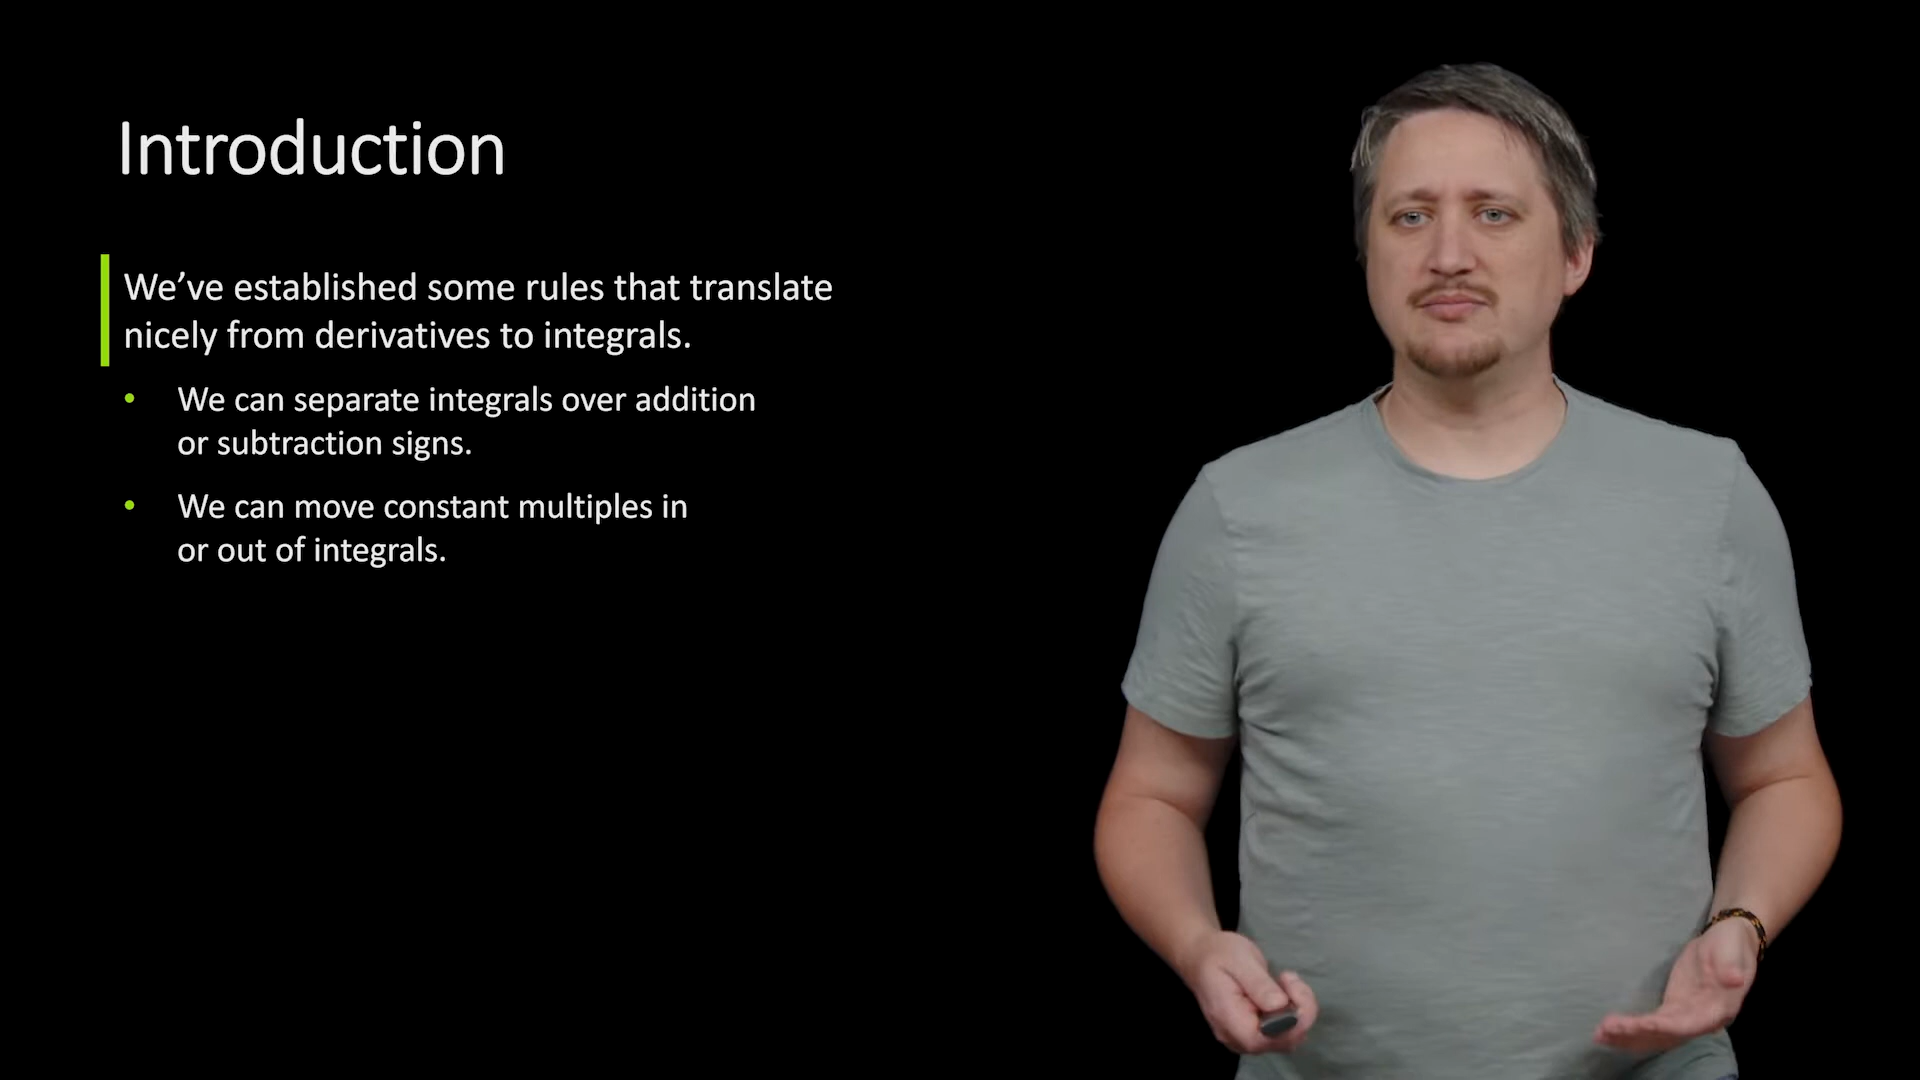 Introduction
We’ve established some rules that translate
nicely from derivatives to integrals.
• We can separate integrals over addition
or subtraction signs.
• We can move constant multiples in
or out of integrals.